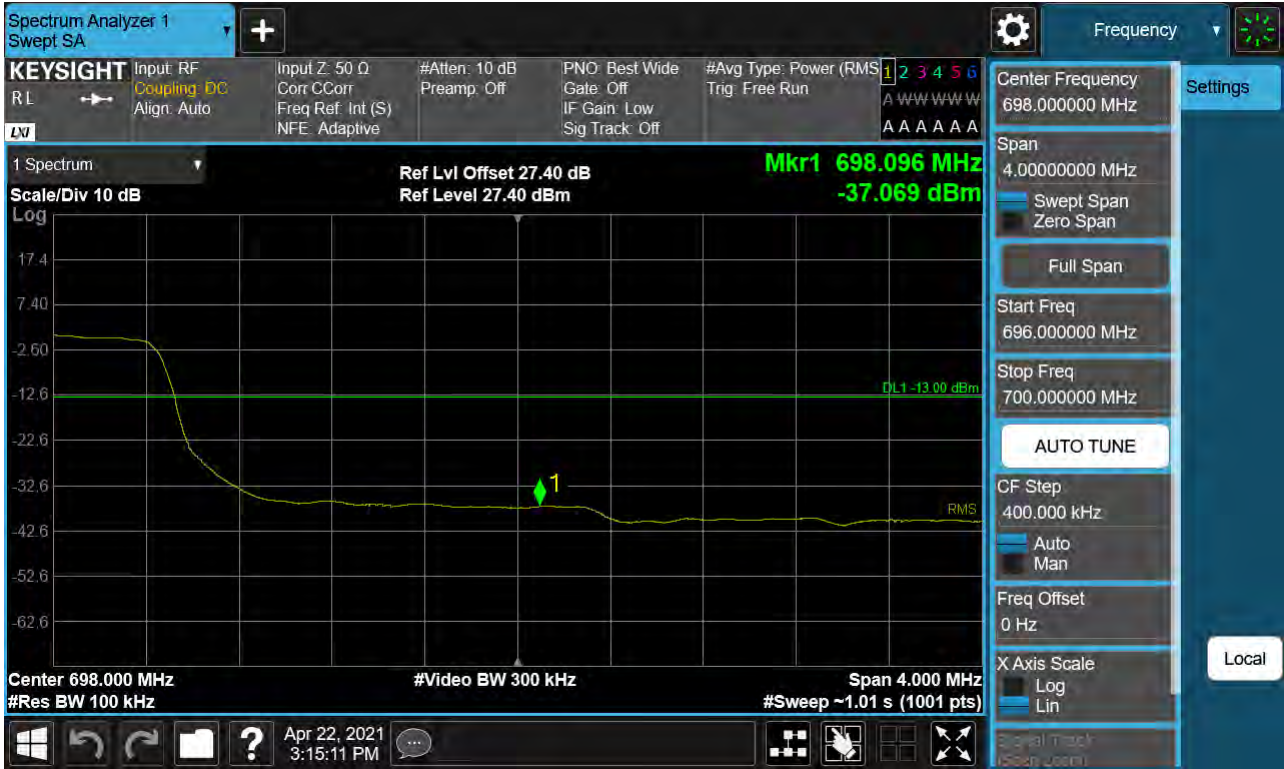 Spectrum Analyzer 1
Swept SA
+
Frequency
KEYSIGHT
R L
LXI
Input: RF
Coupling: DC
Align: Auto
Input Z: 50 Ω
Corr CCorr
Freq Ref: Int (S)
NFE: Adaptive
#Atten: 10 dB
Preamp: Off
PNO: Best Wide
Gate: Off
IF Gain: Low
Sig Track: Off
#Avg Type: Power (RMS
Trig: Free Run
1 2 3 4 5 6
A W W W W W
A A A A A A
1 Spectrum
Scale/Div 10 dB
Ref Lvl Offset 27.40 dB
Ref Level 27.40 dBm
Mkr1 698.096 MHz
-37.069 dBm
Log
17.4
7.40
-2.60
-12.6
-22.6
-32.6
-42.6
-52.6
-62.6
DL1 -13.00 dBm
1
RMS
Center 698.000 MHz
#Res BW 100 kHz
#Video BW 300 kHz
Span 4.000 MHz
#Sweep ~1.01 s (1001 pts)
Center Frequency
698.000000 MHz
Span
4.00000000 MHz
Swept Span
Zero Span
Full Span
Start Freq
696.000000 MHz
Stop Freq
700.000000 MHz
AUTO TUNE
CF Step
400.000 kHz
Auto
Man
Freq Offset
0 Hz
X Axis Scale
Log
Lin
Signal Track
(Span Zoom)
Settings
Local
?
Apr 22, 2021
3:15:11 PM